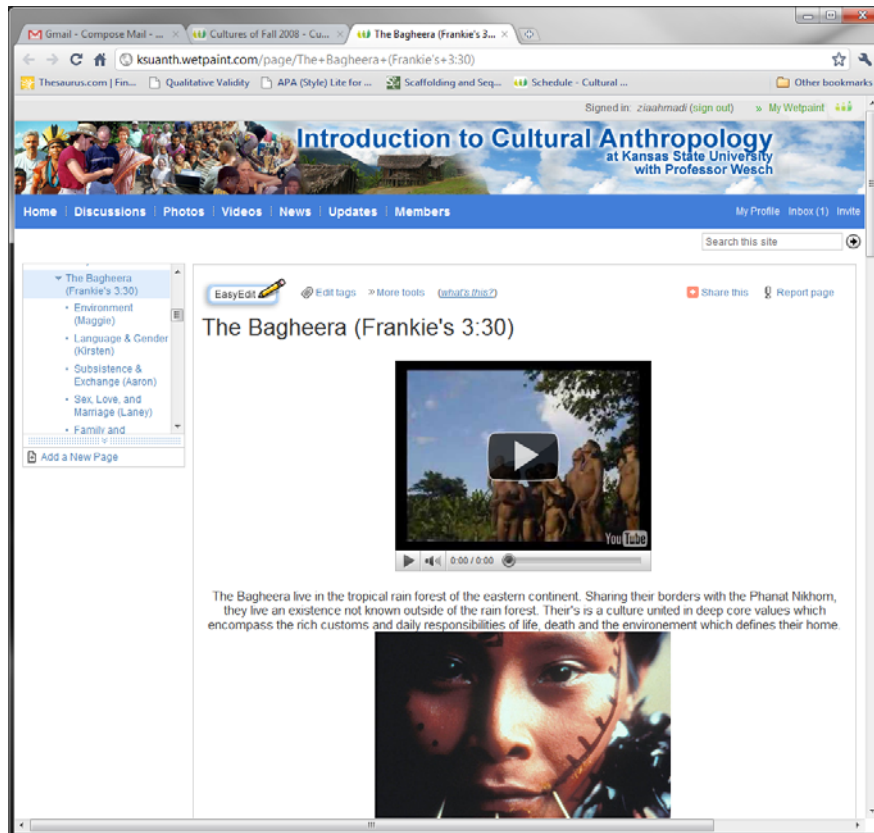 Gmail - Compose Mail - ...
Cultures of Fall 2008 - Cu...
The Bagheera (Frankie's 3...
ksuanth.wetpaint.com/page/The+Bagheera+(Frankie's+3:30)
Thesaurus.com | Fin...
Qualitative Validity
APA (Style) Lite for ...
Scaffolding and Seq...
Schedule - Cultural ...
Other bookmarks
Signed in: ziaahmadi (sign out) » My Wetpaint
Introduction to Cultural Anthropology
at Kansas State University
with Professor Wesch
Home Discussions Photos Videos News Updates Members
My Profile Inbox (1) Invite
Search this site
The Bagheera
(Frankie's 3:30)
Environment
(Maggie)
Language & Gender
(Kirsten)
Subsistence &
Exchange (Aaron)
Sex, Love, and
Marriage (Laney)
Family and
Add a New Page
EasyEdit Edit tags » More tools (what's this?) Share this Report page
The Bagheera (Frankie's 3:30)
You Tube
0:00 / 0:00
The Bagheera live in the tropical rain forest of the eastern continent. Sharing their borders with the Phanat Nikhom,
they live an existence not known outside of the rain forest. Their's is a culture united in deep core values which
encompass the rich customs and daily responsibilities of life, death and the environement which defines their home.